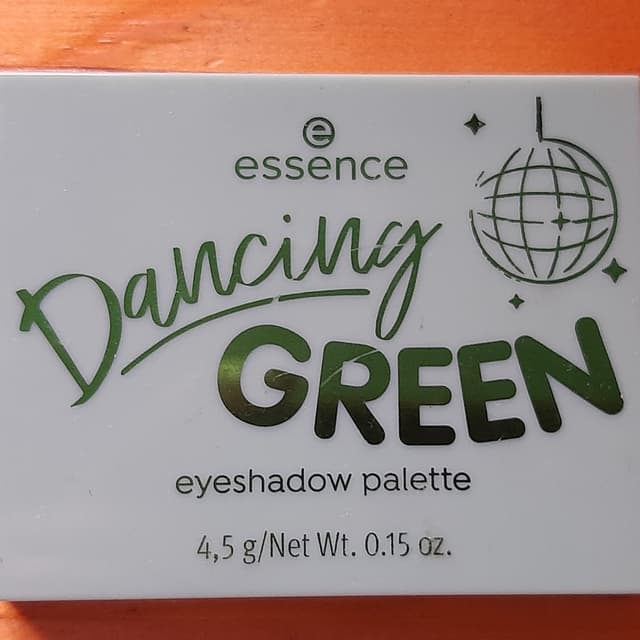 e
essence
Dancing
GREEN
eyeshadow palette
4,5 g/Net Wt. 0.15 oz.